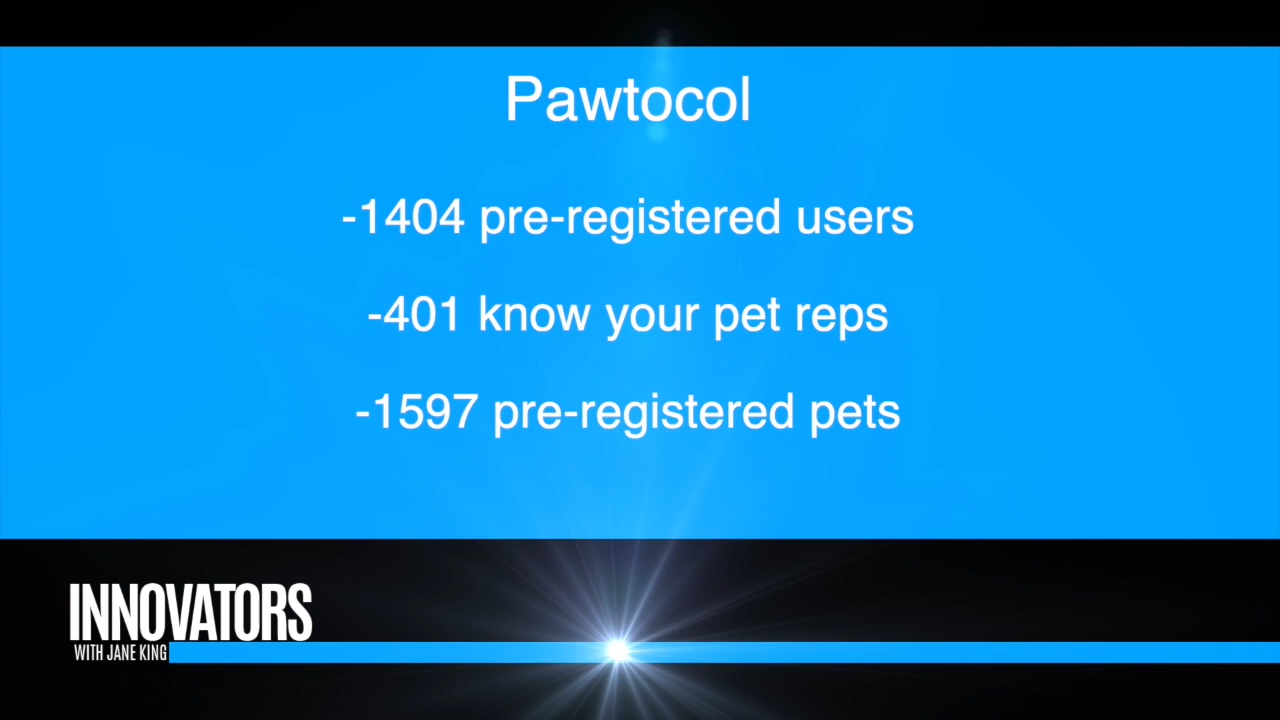 Pawtocol
-1404 pre-registered users
-401 know your pet reps
-1597 pre-registered pets
INNOVATORS
WITH JANE KING